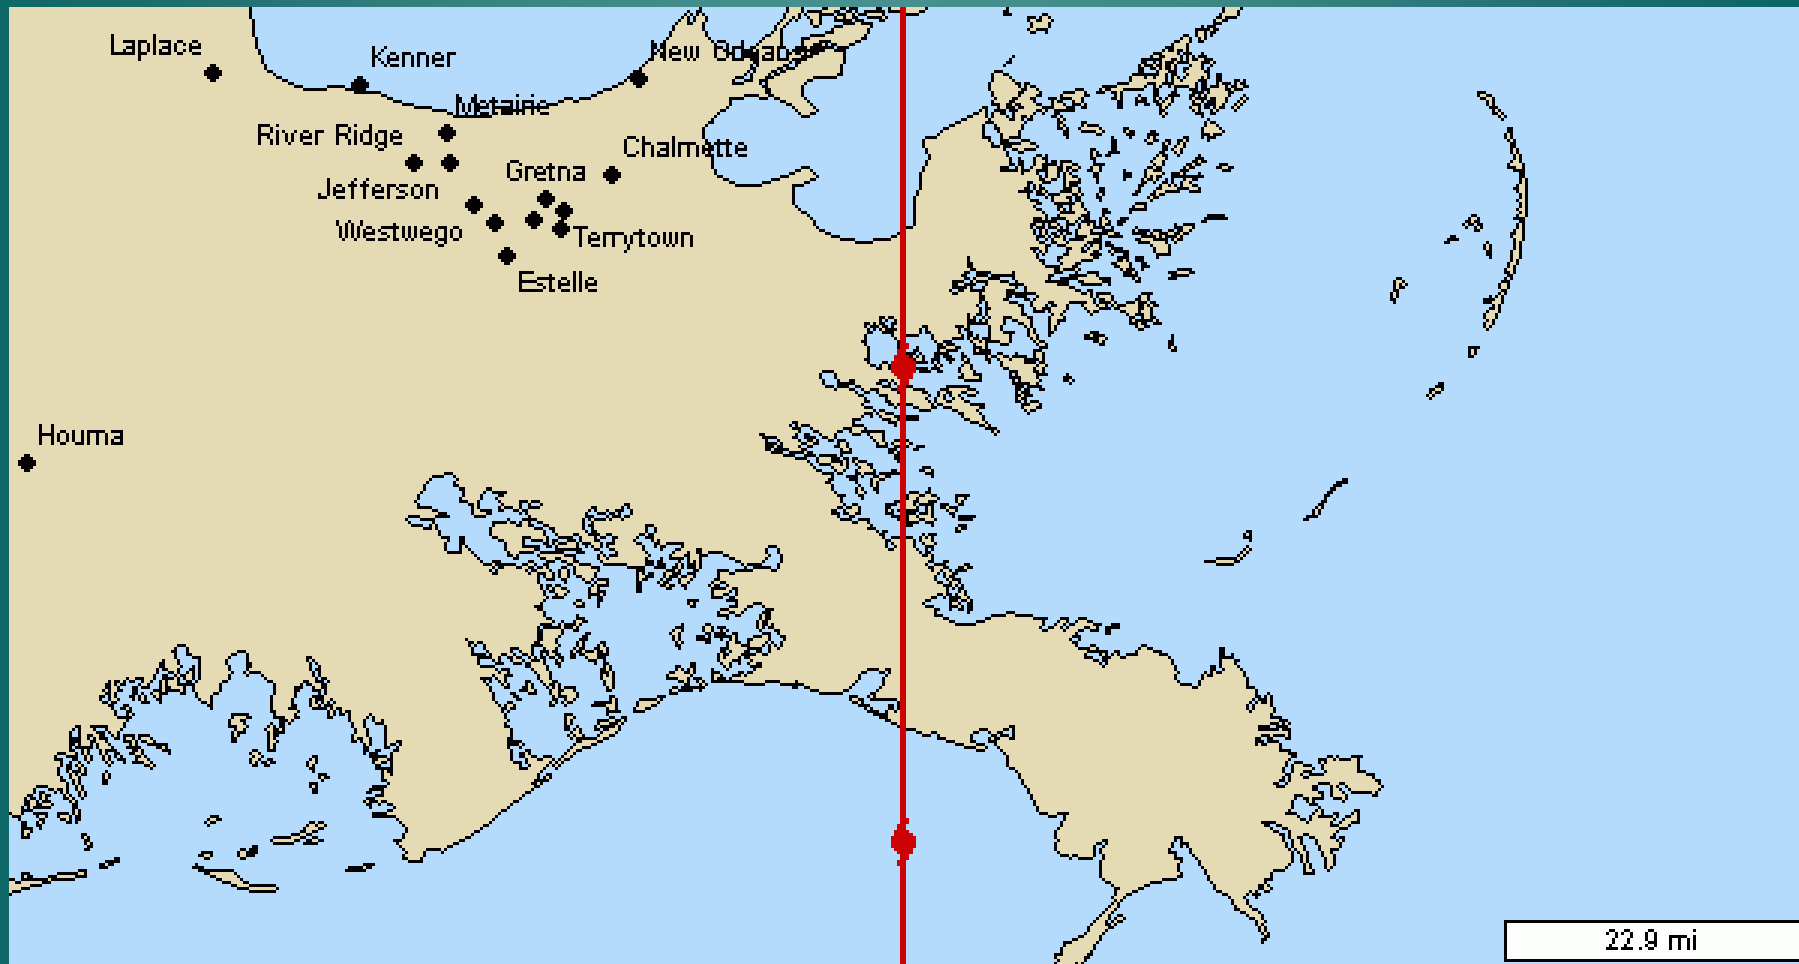 Laplace
Kenner
New Orleans
Metairie
River Ridge
Chalmette
Gretna
Jefferson
Westwego
Terrytown
Estelle
Houma
22.9 mi